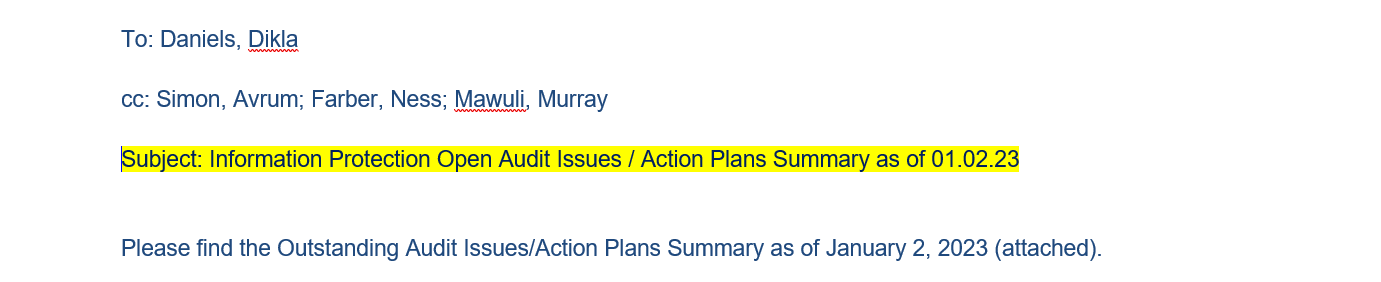 To: Daniels, Dikla
cc: Simon, Avrum; Farber, Ness; Mawuli, Murray
Subject: Information Protection Open Audit Issues / Action Plans Summary as of 01.02.23
Please find the Outstanding Audit Issues/Action Plans Summary as of January 2, 2023 (attached).